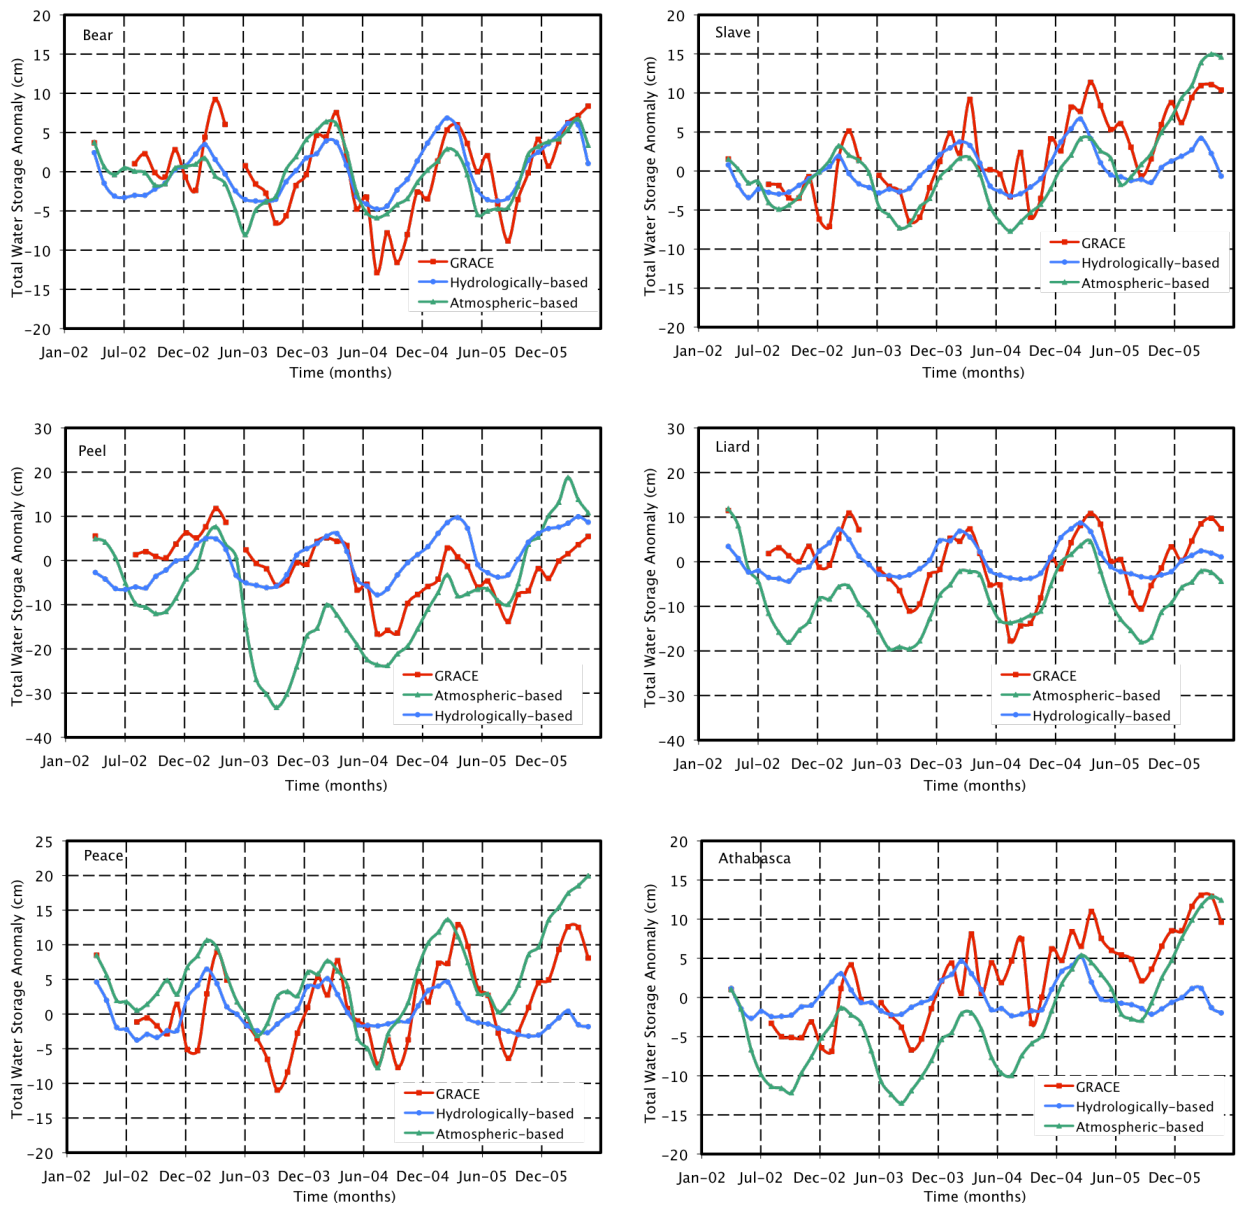 Bear
Total Water Storage Anomaly (cm)
20
15
10
5
0
−5
−10
−15
−20
GRACE
Hydrologically−based
Atmospheric−based
Jan−02 Jul−02 Dec−02 Jun−03 Dec−03 Jun−04 Dec−04 Jun−05 Dec−05
Time (months)
Slave
Total Water Storage Anomaly (cm)
20
15
10
5
0
−5
−10
−15
−20
GRACE
Hydrologically−based
Atmospheric−based
Jan−02 Jul−02 Dec−02 Jun−03 Dec−03 Jun−04 Dec−04 Jun−05 Dec−05
Time (months)
Peel
Total Water Storgae Anomaly (cm)
30
20
10
0
−10
−20
−30
−40
GRACE
Atmospheric−based
Hydrologically−based
Jan−02 Jul−02 Dec−02 Jun−03 Dec−03 Jun−04 Dec−04 Jun−05 Dec−05
Time (months)
Liard
Total Water Storage Anomaly (cm)
30
20
10
0
−10
−20
−30
−40
GRACE
Atmospheric−based
Hydrologically−based
Jan−02 Jul−02 Dec−02 Jun−03 Dec−03 Jun−04 Dec−04 Jun−05 Dec−05
Time (months)
Peace
Total Water Storage Anomaly (cm)
25
20
15
10
5
0
−5
−10
−15
−20
GRACE
Hydrologically−based
Atmospheric−based
Jan−02 Jul−02 Dec−02 Jun−03 Dec−03 Jun−04 Dec−04 Jun−05 Dec−05
Time (months)
Athabasca
Total Water Storage Anomaly (cm)
20
15
10
5
0
−5
−10
−15
−20
GRACE
Hydrologically−based
Atmospheric−based
Jan−02 Jul−02 Dec−02 Jun−03 Dec−03 Jun−04 Dec−04 Jun−05 Dec−05
Time (months)